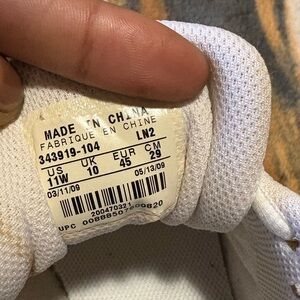 MADE IN CHINA
FABRIQUE EN CHINE
343919-104 LN2
US UK EUR CM
11W 10 45 29
03/11/09 05/13/09
200470321
UPC